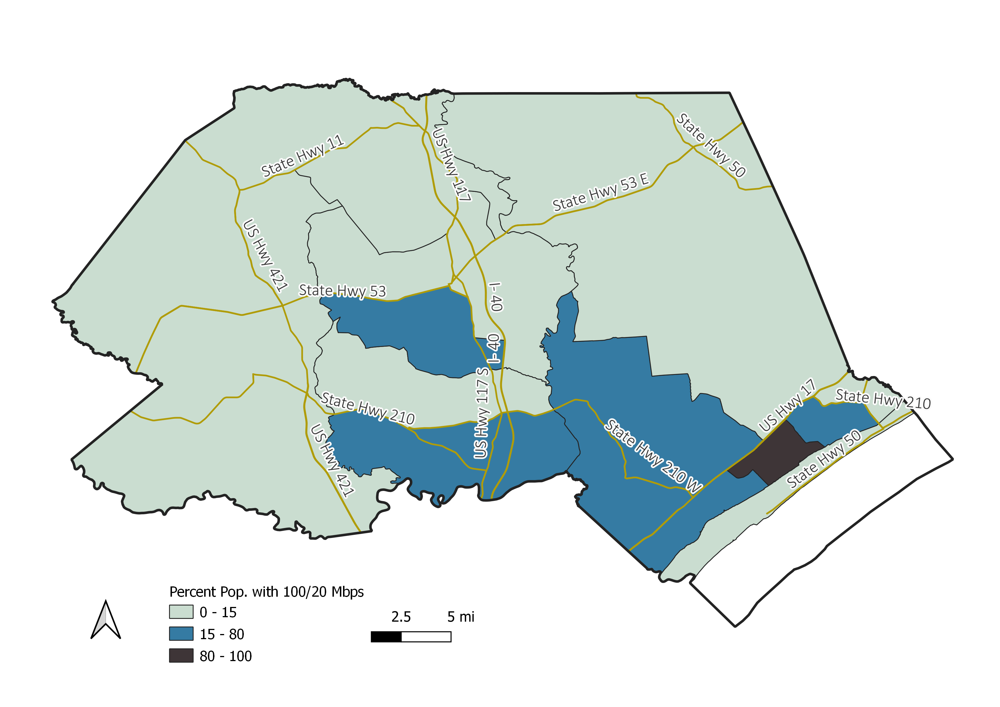 State Hwy 50
US Hwy 117
State Hwy 11
State Hwy 53 E
US Hwy 421
State Hwy 53
I- 40
I- 40
US Hwy 117 S
US Hwy 17
State Hwy 210
State Hwy 210
State Hwy 210 W
US Hwy 421
State Hwy 50
Percent Pop. with 100/20 Mbps
0 - 15
15 - 80
80 - 100
2.5 5 mi